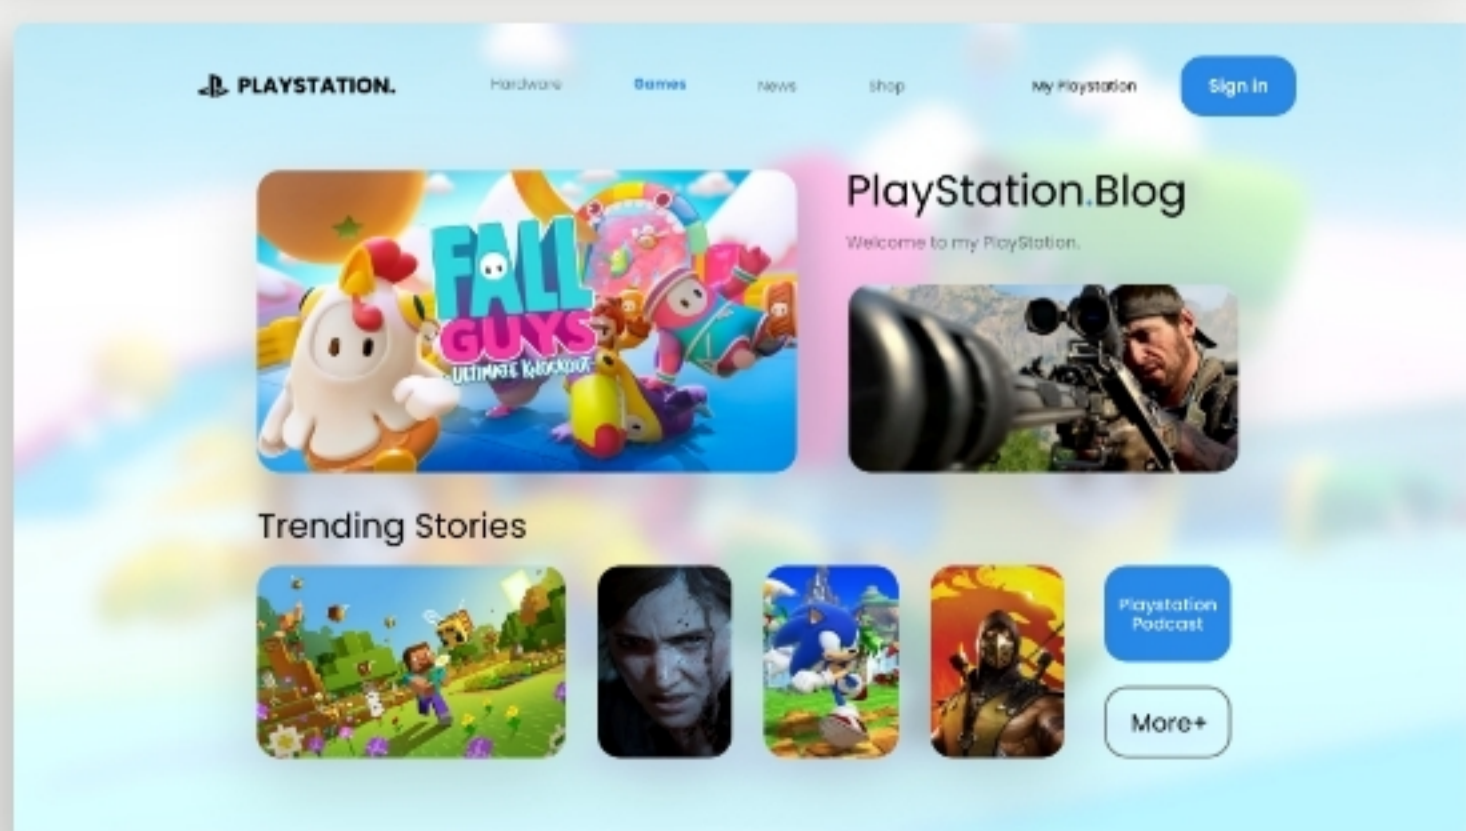 PLAYSTATION.
Hardware
Games
News
Shop
My Playstation
Sign in
FALL
GUYS
ULTIMATE KNOCKOUT
PlayStation.Blog
Welcome to my PlayStation.
Trending Stories
Playstation
Podcast
More+